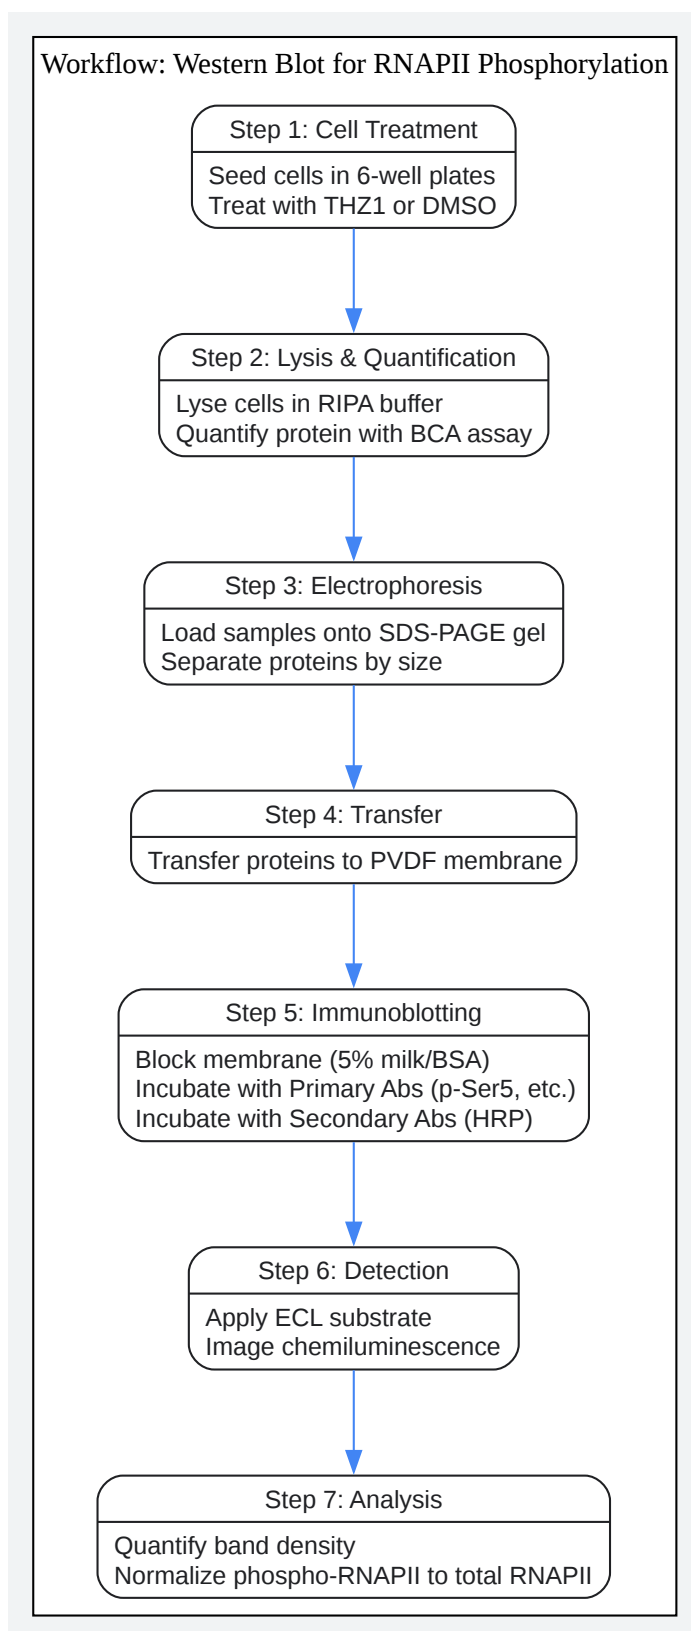 Workflow: Western Blot for RNAPII Phosphorylation
Step 1: Cell Treatment
Seed cells in 6-well plates
Treat with THZ1 or DMSO
Step 2: Lysis & Quantification
Lyse cells in RIPA buffer
Quantify protein with BCA assay
Step 3: Electrophoresis
Load samples onto SDS-PAGE gel
Separate proteins by size
Step 4: Transfer
Transfer proteins to PVDF membrane
Step 5: Immunoblotting
Block membrane (5% milk/BSA)
Incubate with Primary Abs (p-Ser5, etc.)
Incubate with Secondary Abs (HRP)
Step 6: Detection
Apply ECL substrate
Image chemiluminescence
Step 7: Analysis
Quantify band density
Normalize phospho-RNAPII to total RNAPII